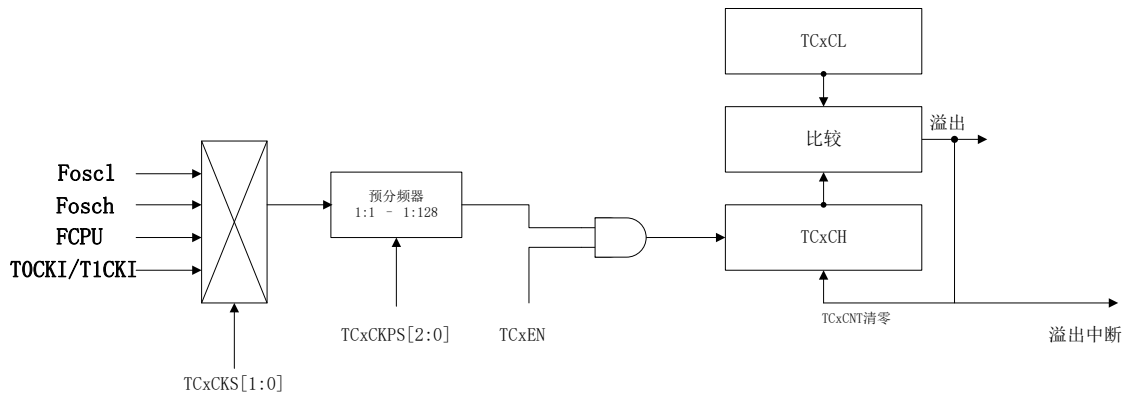 TCxCL
比较
溢出
Foscl
Fosch
FCPU
T0CKI/T1CKI
预分频器
1:1 - 1:128
TCxCH
TCxCKPS[2:0]
TCxEN
TCxCNT清零
溢出中断
TCxCKS[1:0]